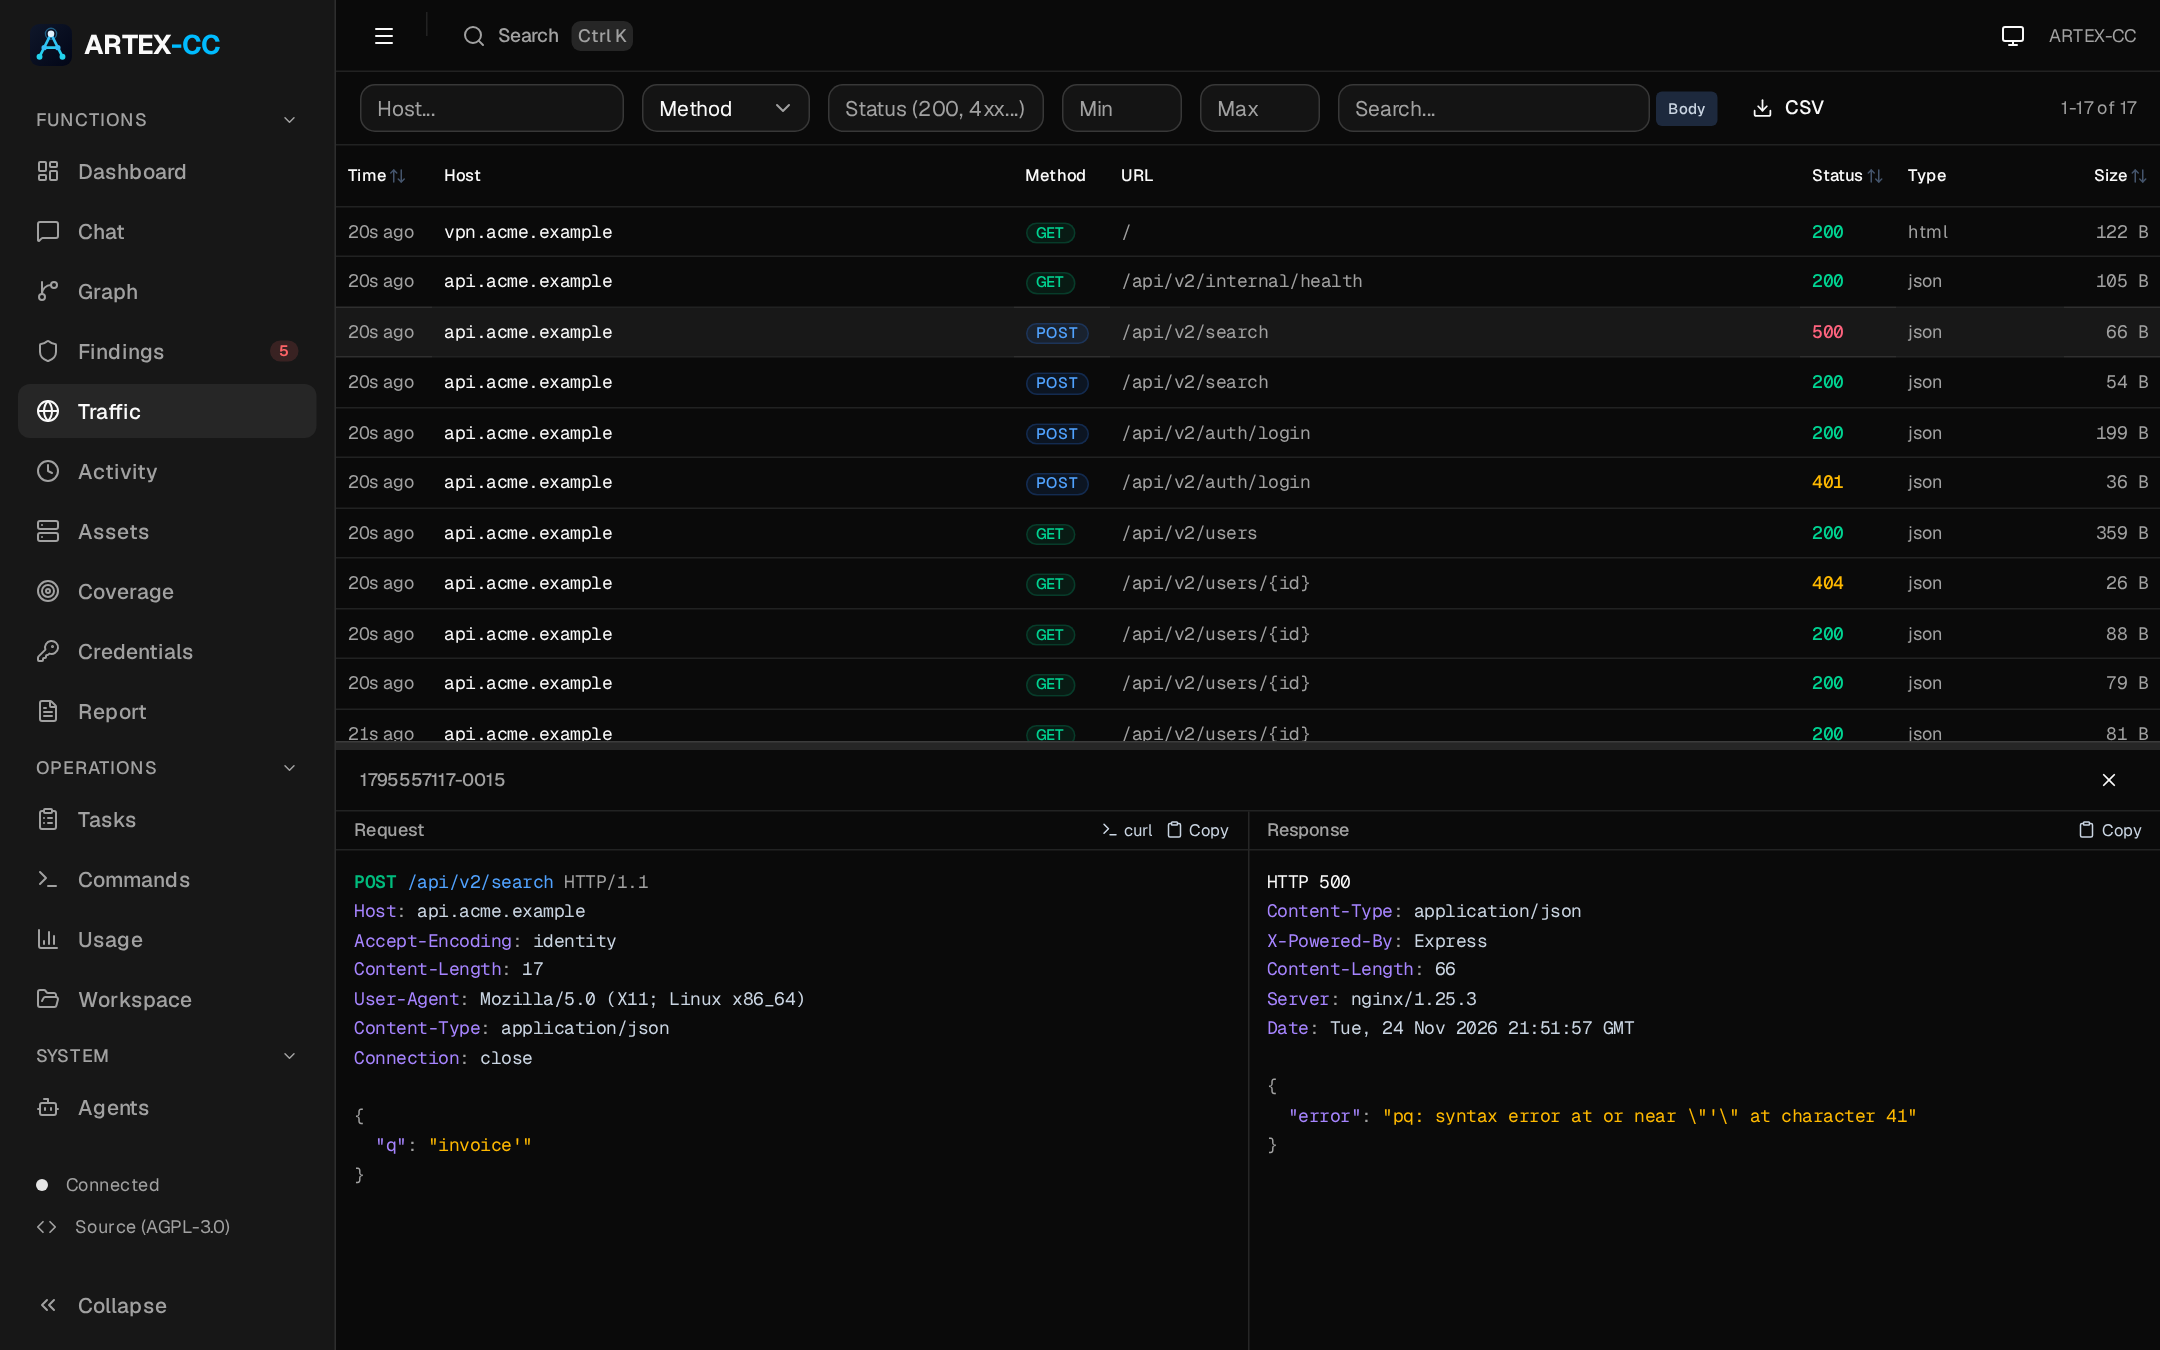 ARTEX-CC
FUNCTIONS
Dashboard
Chat
Graph
Findings 5
Traffic
Activity
Assets
Coverage
Credentials
Report
OPERATIONS
Tasks
Commands
Usage
Workspace
SYSTEM
Agents
Connected
Source (AGPL-3.0)
Collapse
Search Ctrl K
ARTEX-CC
Host... Method Status (200, 4xx...) Min Max Search... Body CSV 1-17 of 17
Time Host Method URL Status Type Size
20s ago vpn.acme.example GET / 200 html 122 B
20s ago api.acme.example GET /api/v2/internal/health 200 json 105 B
20s ago api.acme.example POST /api/v2/search 500 json 66 B
20s ago api.acme.example POST /api/v2/search 200 json 54 B
20s ago api.acme.example POST /api/v2/auth/login 200 json 199 B
20s ago api.acme.example POST /api/v2/auth/login 401 json 36 B
20s ago api.acme.example GET /api/v2/users 200 json 359 B
20s ago api.acme.example GET /api/v2/users/{id} 404 json 26 B
20s ago api.acme.example GET /api/v2/users/{id} 200 json 88 B
20s ago api.acme.example GET /api/v2/users/{id} 200 json 79 B
21s ago api.acme.example GET /api/v2/users/{id} 200 json 81 B
1795557117-0015
Request curl Copy
POST /api/v2/search HTTP/1.1
Host: api.acme.example
Accept-Encoding: identity
Content-Length: 17
User-Agent: Mozilla/5.0 (X11; Linux x86_64)
Content-Type: application/json
Connection: close
{
"q": "invoice'"
}
Response Copy
HTTP 500
Content-Type: application/json
X-Powered-By: Express
Content-Length: 66
Server: nginx/1.25.3
Date: Tue, 24 Nov 2026 21:51:57 GMT
{
"error": "pq: syntax error at or near \"'\" at character 41"
}